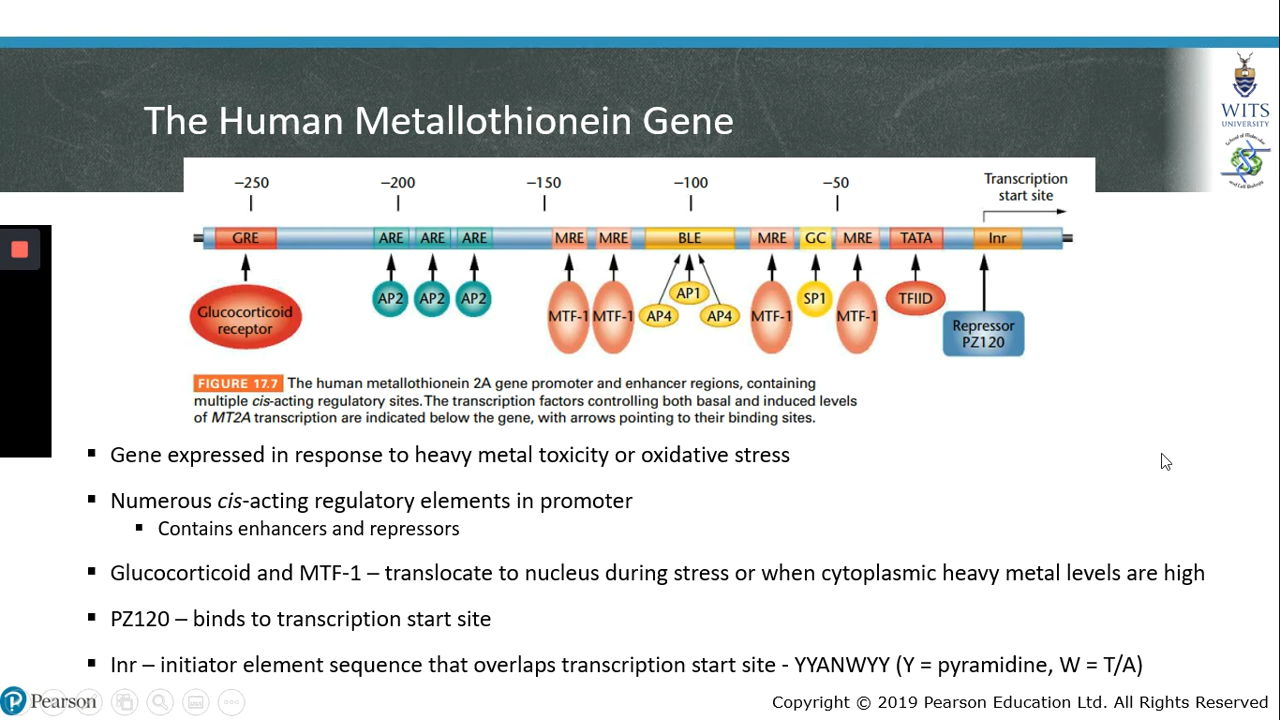 The Human Metallothionein Gene
WITS
UNIVERSITY
−250 −200 −150 −100 −50 Transcription
start site
GRE ARE ARE ARE MRE MRE BLE MRE GC MRE TATA Inr
Glucocorticoid
receptor
AP2 AP2 AP2 MTF-1 MTF-1 AP4 AP1 AP4 MTF-1 SP1 MTF-1 TFIID
Repressor
PZ120
FIGURE 17.7 The human metallothionein 2A gene promoter and enhancer regions, containing
multiple cis-acting regulatory sites. The transcription factors controlling both basal and induced levels
of MT2A transcription are indicated below the gene, with arrows pointing to their binding sites.
▪ Gene expressed in response to heavy metal toxicity or oxidative stress
▪ Numerous cis-acting regulatory elements in promoter
▪ Contains enhancers and repressors
▪ Glucocorticoid and MTF-1 – translocate to nucleus during stress or when cytoplasmic heavy metal levels are high
▪ PZ120 – binds to transcription start site
▪ Inr – initiator element sequence that overlaps transcription start site - YYANWYY (Y = pyramidine, W = T/A)
Pearson
Copyright © 2019 Pearson Education Ltd. All Rights Reserved